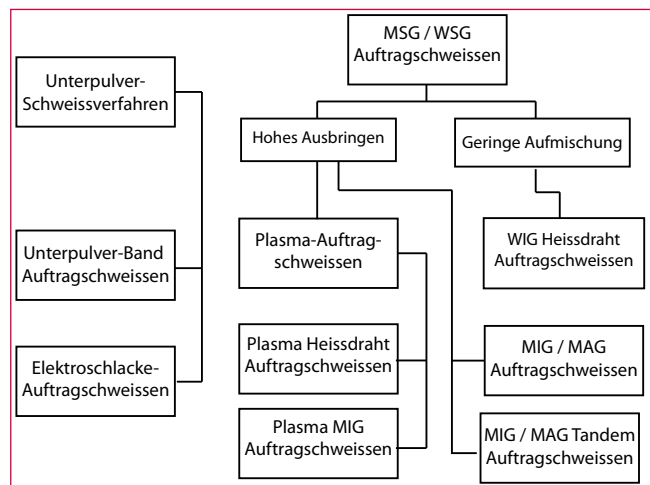 MSG / WSG
Auftragschweissen
Unterpulver-
Schweissverfahren
Hohes Ausbringen
Geringe Aufmischung
Unterpulver-Band
Auftragschweissen
Plasma-Auftrag-
schweissen
WIG Heissdraht
Auftragschweissen
Elektroschlacke-
Auftragschweissen
Plasma Heissdraht
Auftragschweissen
MIG / MAG
Auftragschweissen
Plasma MIG
Auftragschweissen
MIG / MAG Tandem
Auftragschweissen